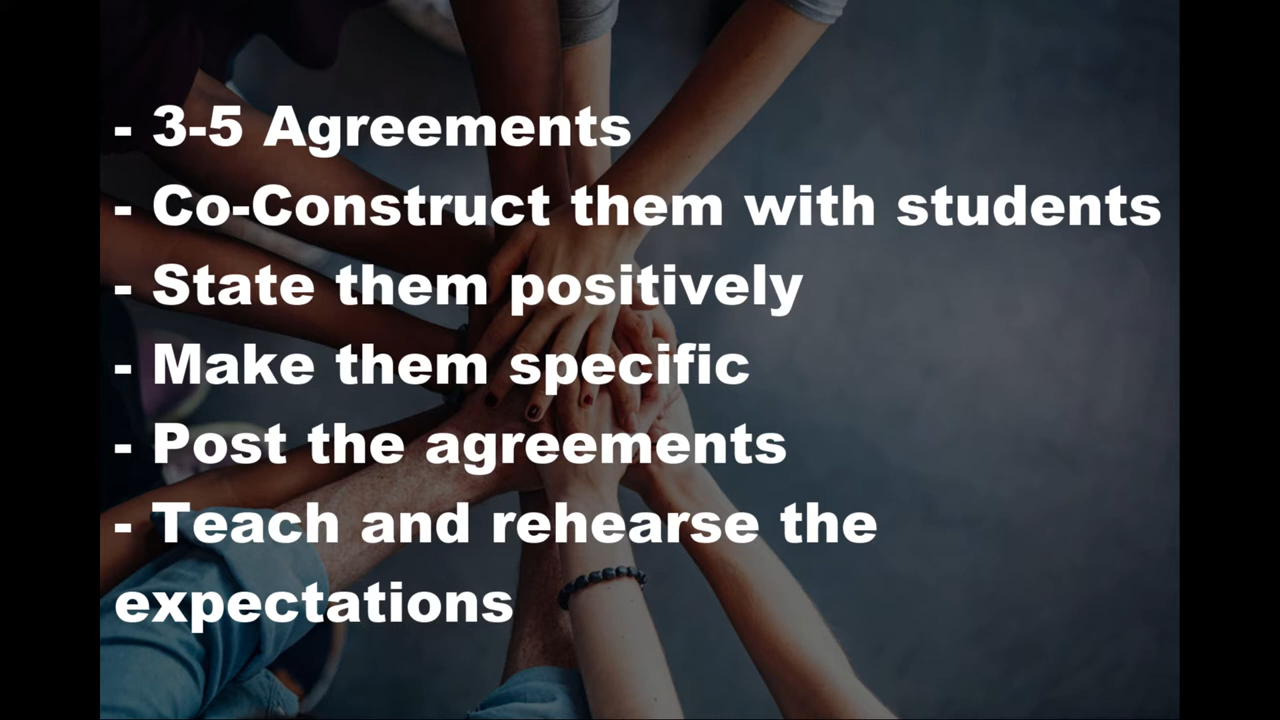 - 3-5 Agreements
- Co-Construct them with students
- State them positively
- Make them specific
- Post the agreements
- Teach and rehearse the
expectations